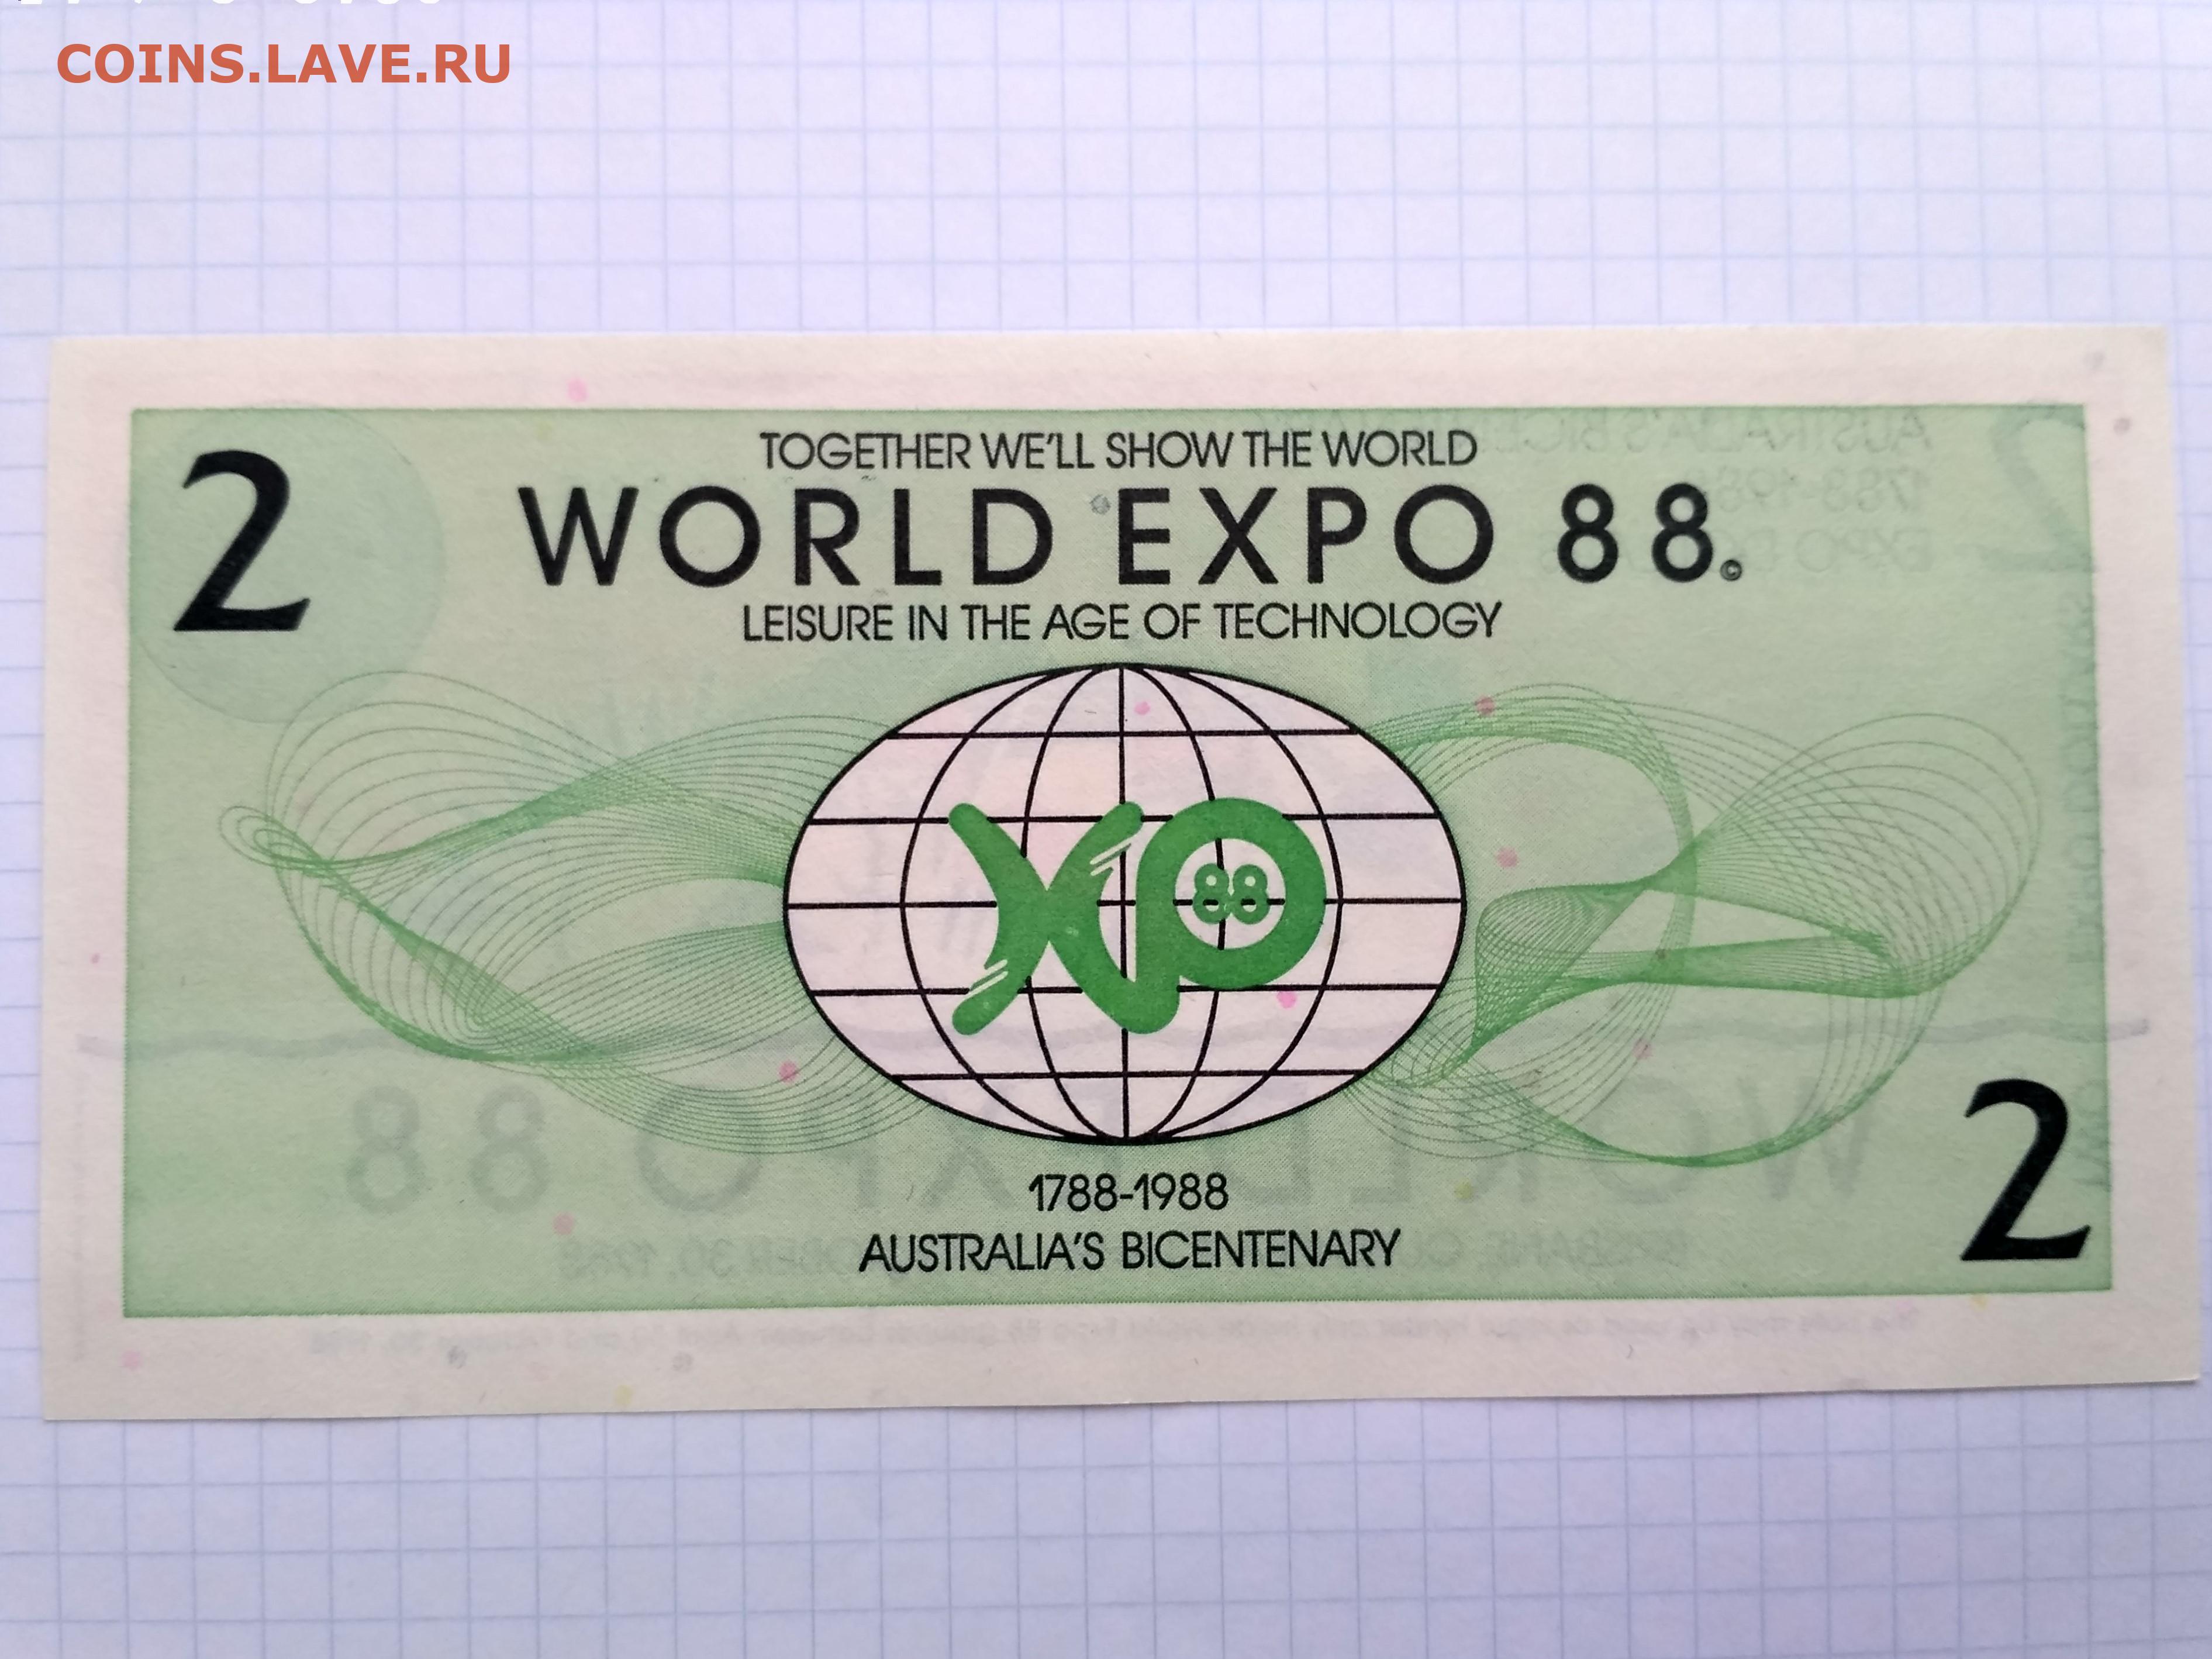 COINS.LAVE.RU
2
TOGETHER WE'LL SHOW THE WORLD
WORLD EXPO 88.©
LEISURE IN THE AGE OF TECHNOLOGY
XP
88
1788-1988
AUSTRALIA'S BICENTENARY
2